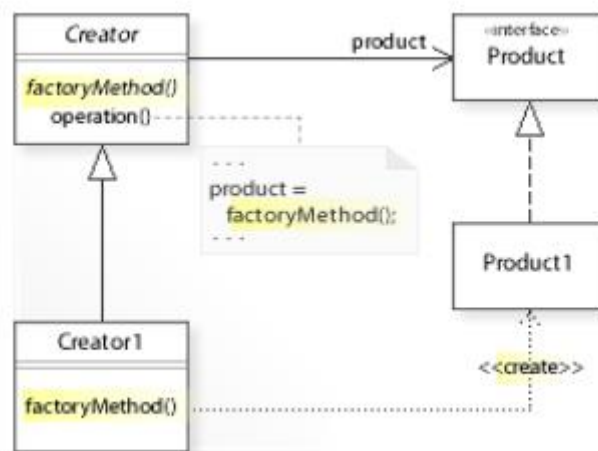 Creator
factoryMethod()
operation()
product
«interface»
Product
- - -
product =
factoryMethod();
- - -
Product1
Creator1
factoryMethod()
<<create>>